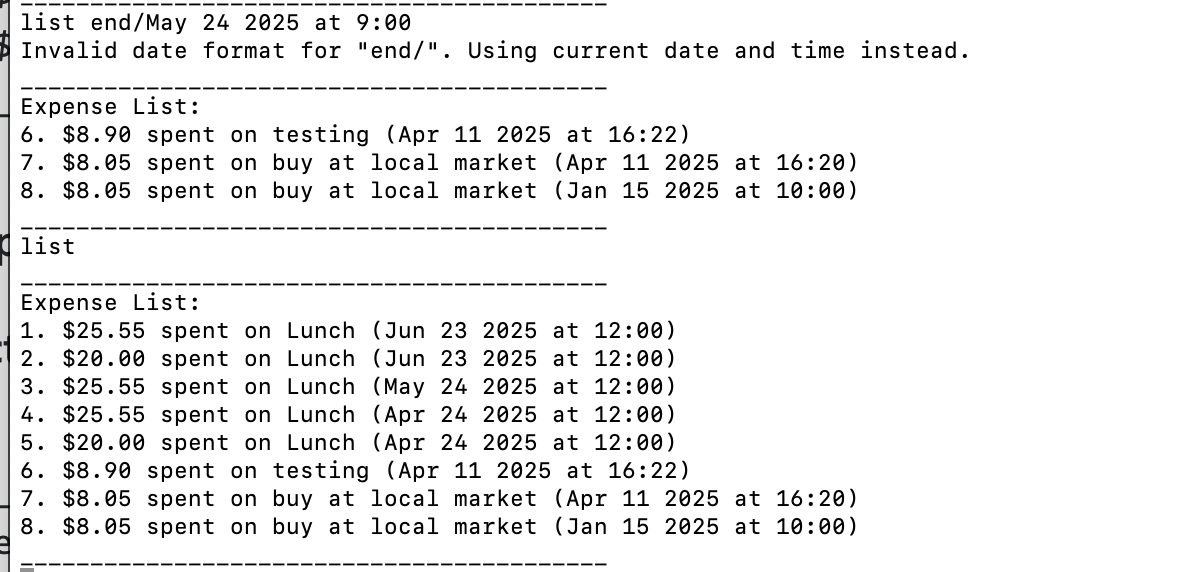 list end/May 24 2025 at 9:00
Invalid date format for "end/". Using current date and time instead.
__________________________________________
Expense List:
6. $8.90 spent on testing (Apr 11 2025 at 16:22)
7. $8.05 spent on buy at local market (Apr 11 2025 at 16:20)
8. $8.05 spent on buy at local market (Jan 15 2025 at 10:00)
__________________________________________
list
__________________________________________
Expense List:
1. $25.55 spent on Lunch (Jun 23 2025 at 12:00)
2. $20.00 spent on Lunch (Jun 23 2025 at 12:00)
3. $25.55 spent on Lunch (May 24 2025 at 12:00)
4. $25.55 spent on Lunch (Apr 24 2025 at 12:00)
5. $20.00 spent on Lunch (Apr 24 2025 at 12:00)
6. $8.90 spent on testing (Apr 11 2025 at 16:22)
7. $8.05 spent on buy at local market (Apr 11 2025 at 16:20)
8. $8.05 spent on buy at local market (Jan 15 2025 at 10:00)
__________________________________________